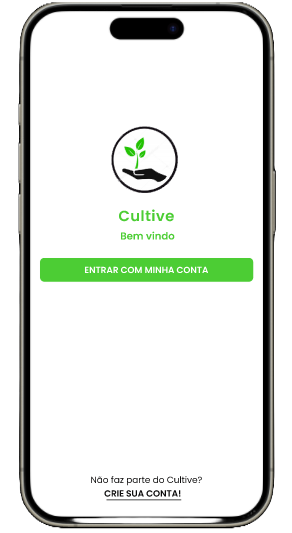 Cultive
Bem vindo
ENTRAR COM MINHA CONTA
Não faz parte do Cultive?
CRIE SUA CONTA!